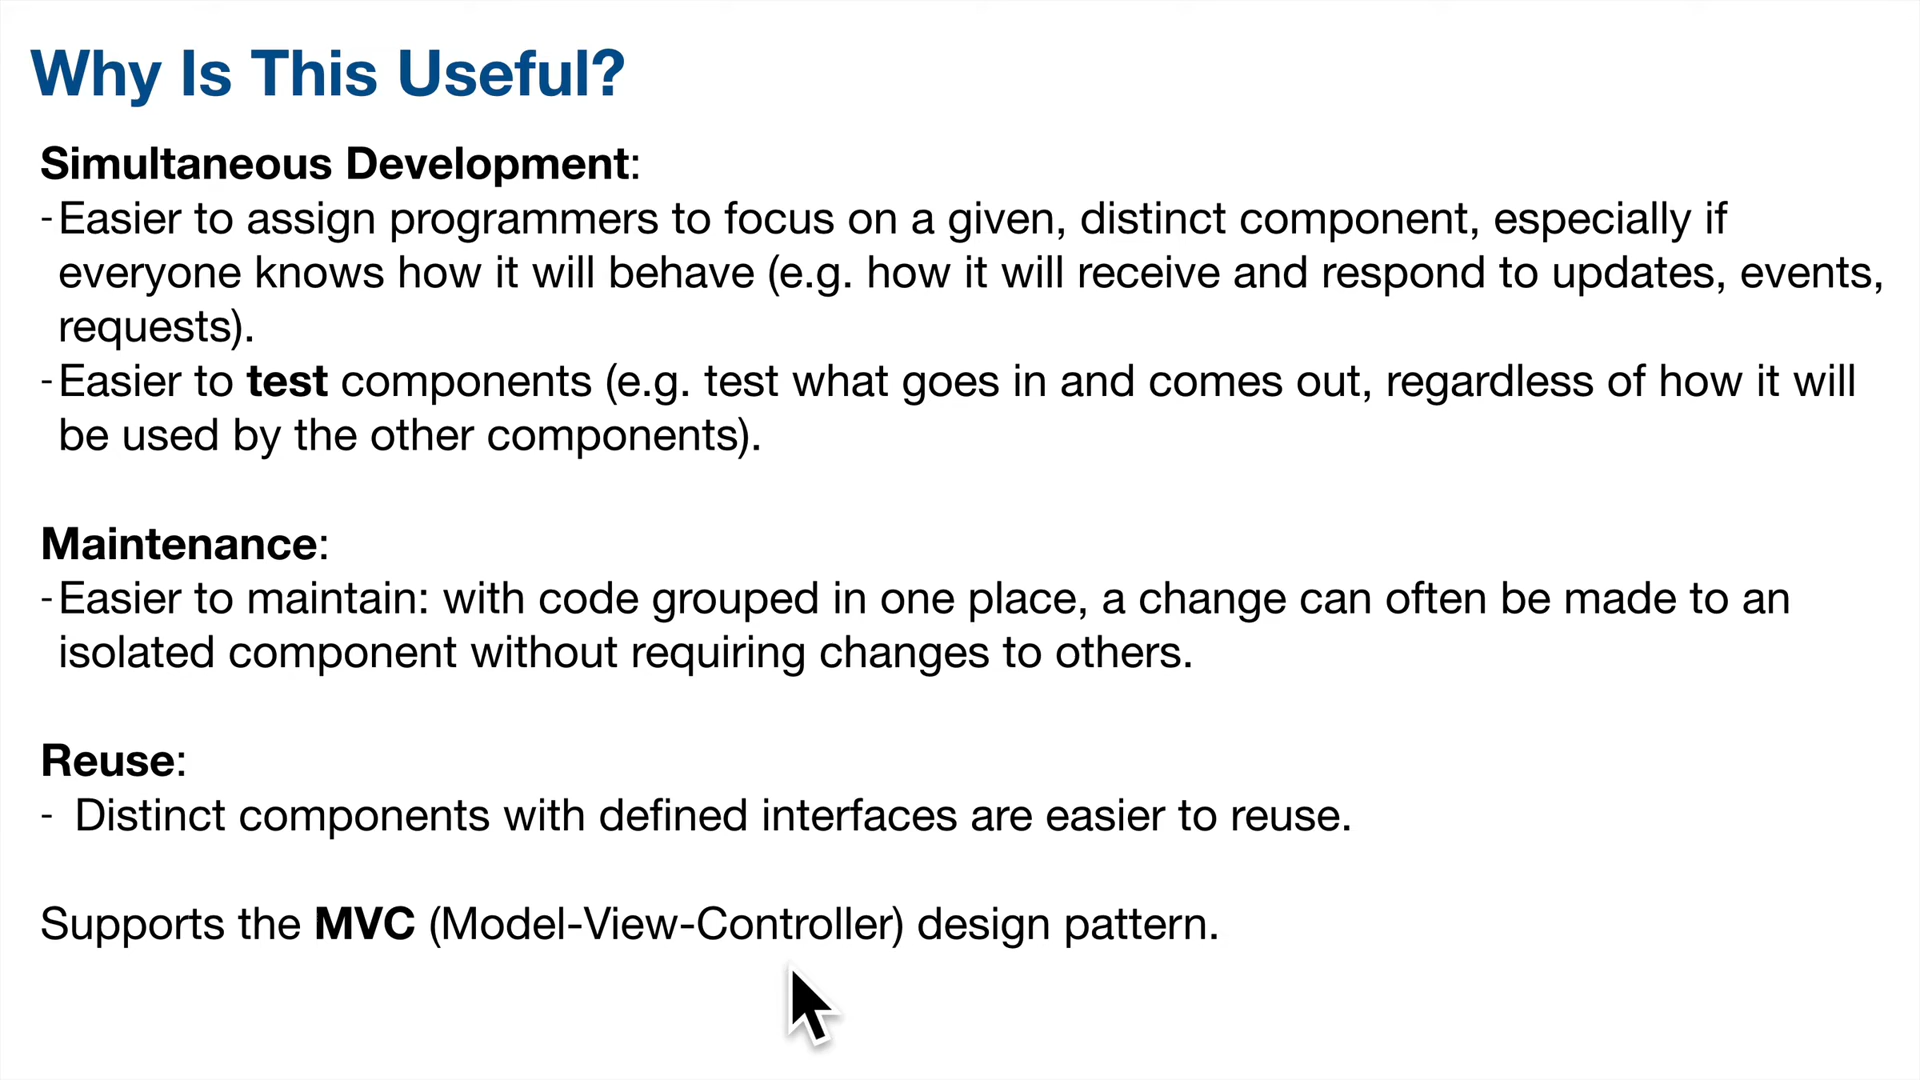 Why Is This Useful?
Simultaneous Development:
-Easier to assign programmers to focus on a given, distinct component, especially if
everyone knows how it will behave (e.g. how it will receive and respond to updates, events,
requests).
-Easier to test components (e.g. test what goes in and comes out, regardless of how it will
be used by the other components).
Maintenance:
-Easier to maintain: with code grouped in one place, a change can often be made to an
isolated component without requiring changes to others.
Reuse:
- Distinct components with defined interfaces are easier to reuse.
Supports the MVC (Model-View-Controller) design pattern.